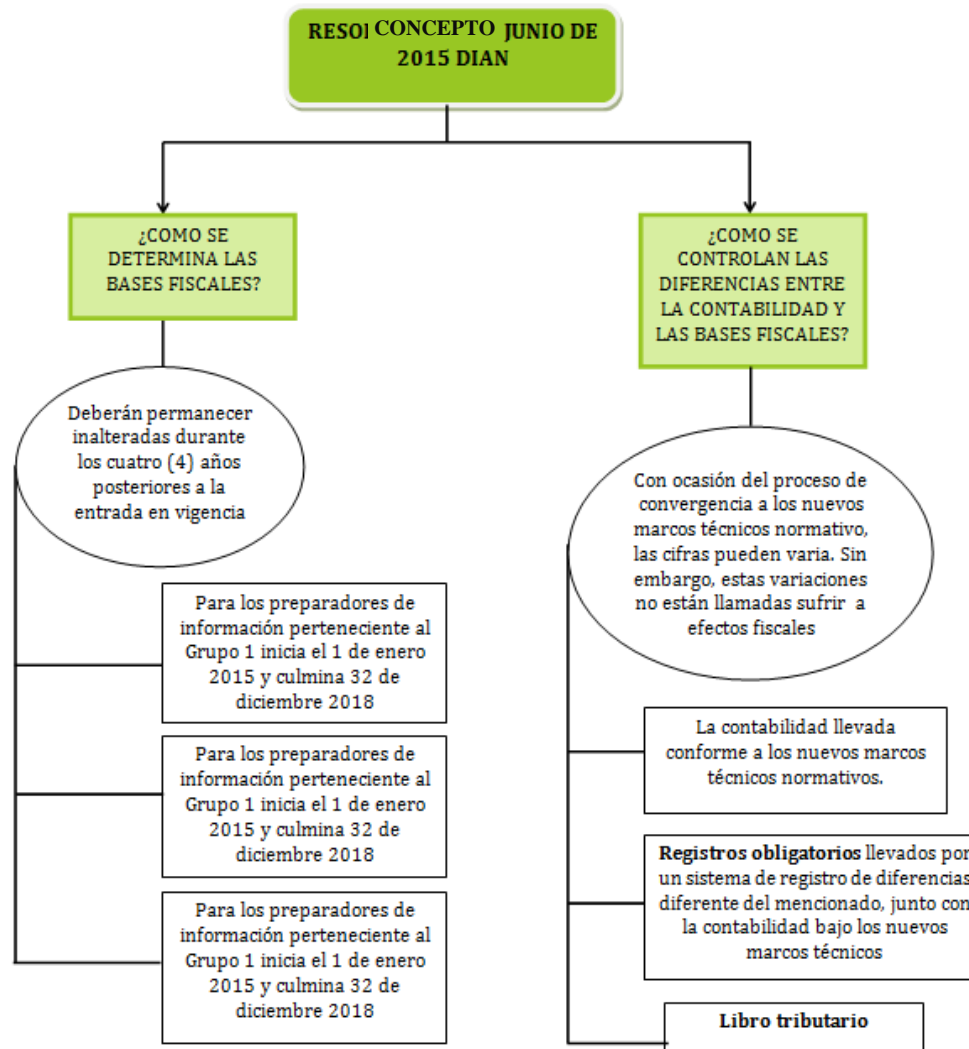 RESOI CONCEPTO JUNIO DE
2015 DIAN
¿COMO SE
DETERMINA LAS
BASES FISCALES?
Deberán permanecer
inalteradas durante
los cuatro (4) años
posteriores a la
entrada en vigencia
Para los preparadores de
información perteneciente al
Grupo 1 inicia el 1 de enero
2015 y culmina 32 de
diciembre 2018
Para los preparadores de
información perteneciente al
Grupo 1 inicia el 1 de enero
2015 y culmina 32 de
diciembre 2018
Para los preparadores de
información perteneciente al
Grupo 1 inicia el 1 de enero
2015 y culmina 32 de
diciembre 2018
¿COMO SE
CONTROLAN LAS
DIFERENCIAS ENTRE
LA CONTABILIDAD Y
LAS BASES FISCALES?
Con ocasión del proceso de
convergencia a los nuevos
marcos técnicos normativo,
las cifras pueden varia. Sin
embargo, estas variaciones
no están llamadas sufrir a
efectos fiscales
La contabilidad llevada
conforme a los nuevos marcos
técnicos normativos.
Registros obligatorios llevados por
un sistema de registro de diferencias
diferente del mencionado, junto con
la contabilidad bajo los nuevos
marcos técnicos
Libro tributario